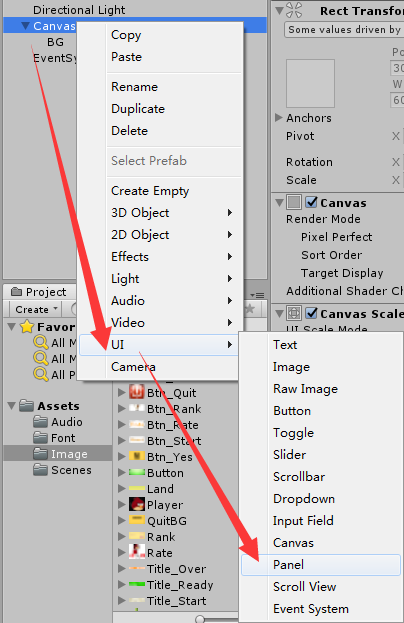 Directional Light
Canvas
BG
EventSy
Copy
Paste
Rename
Duplicate
Delete
Select Prefab
Create Empty
3D Object
2D Object
Effects
Light
Audio
Video
UI
Camera
Rect Transform
Some values driven by
Po
30
W
60
Anchors
Pivot X
Rotation X
Scale X
Canvas
Render Mode
Pixel Perfect
Sort Order
Target Display
Additional Shader Ch
Canvas Scale
UI Scale Mode
Project
Create
Favor
All M
All M
All P
Assets
Audio
Font
Image
Scenes
Btn_Quit
Btn_Rank
Btn_Rate
Btn_Start
Btn_Yes
Button
Land
Player
QuitBG
Rank
Rate
Title_Over
Title_Ready
Title_Start
Text
Image
Raw Image
Button
Toggle
Slider
Scrollbar
Dropdown
Input Field
Canvas
Panel
Scroll View
Event System